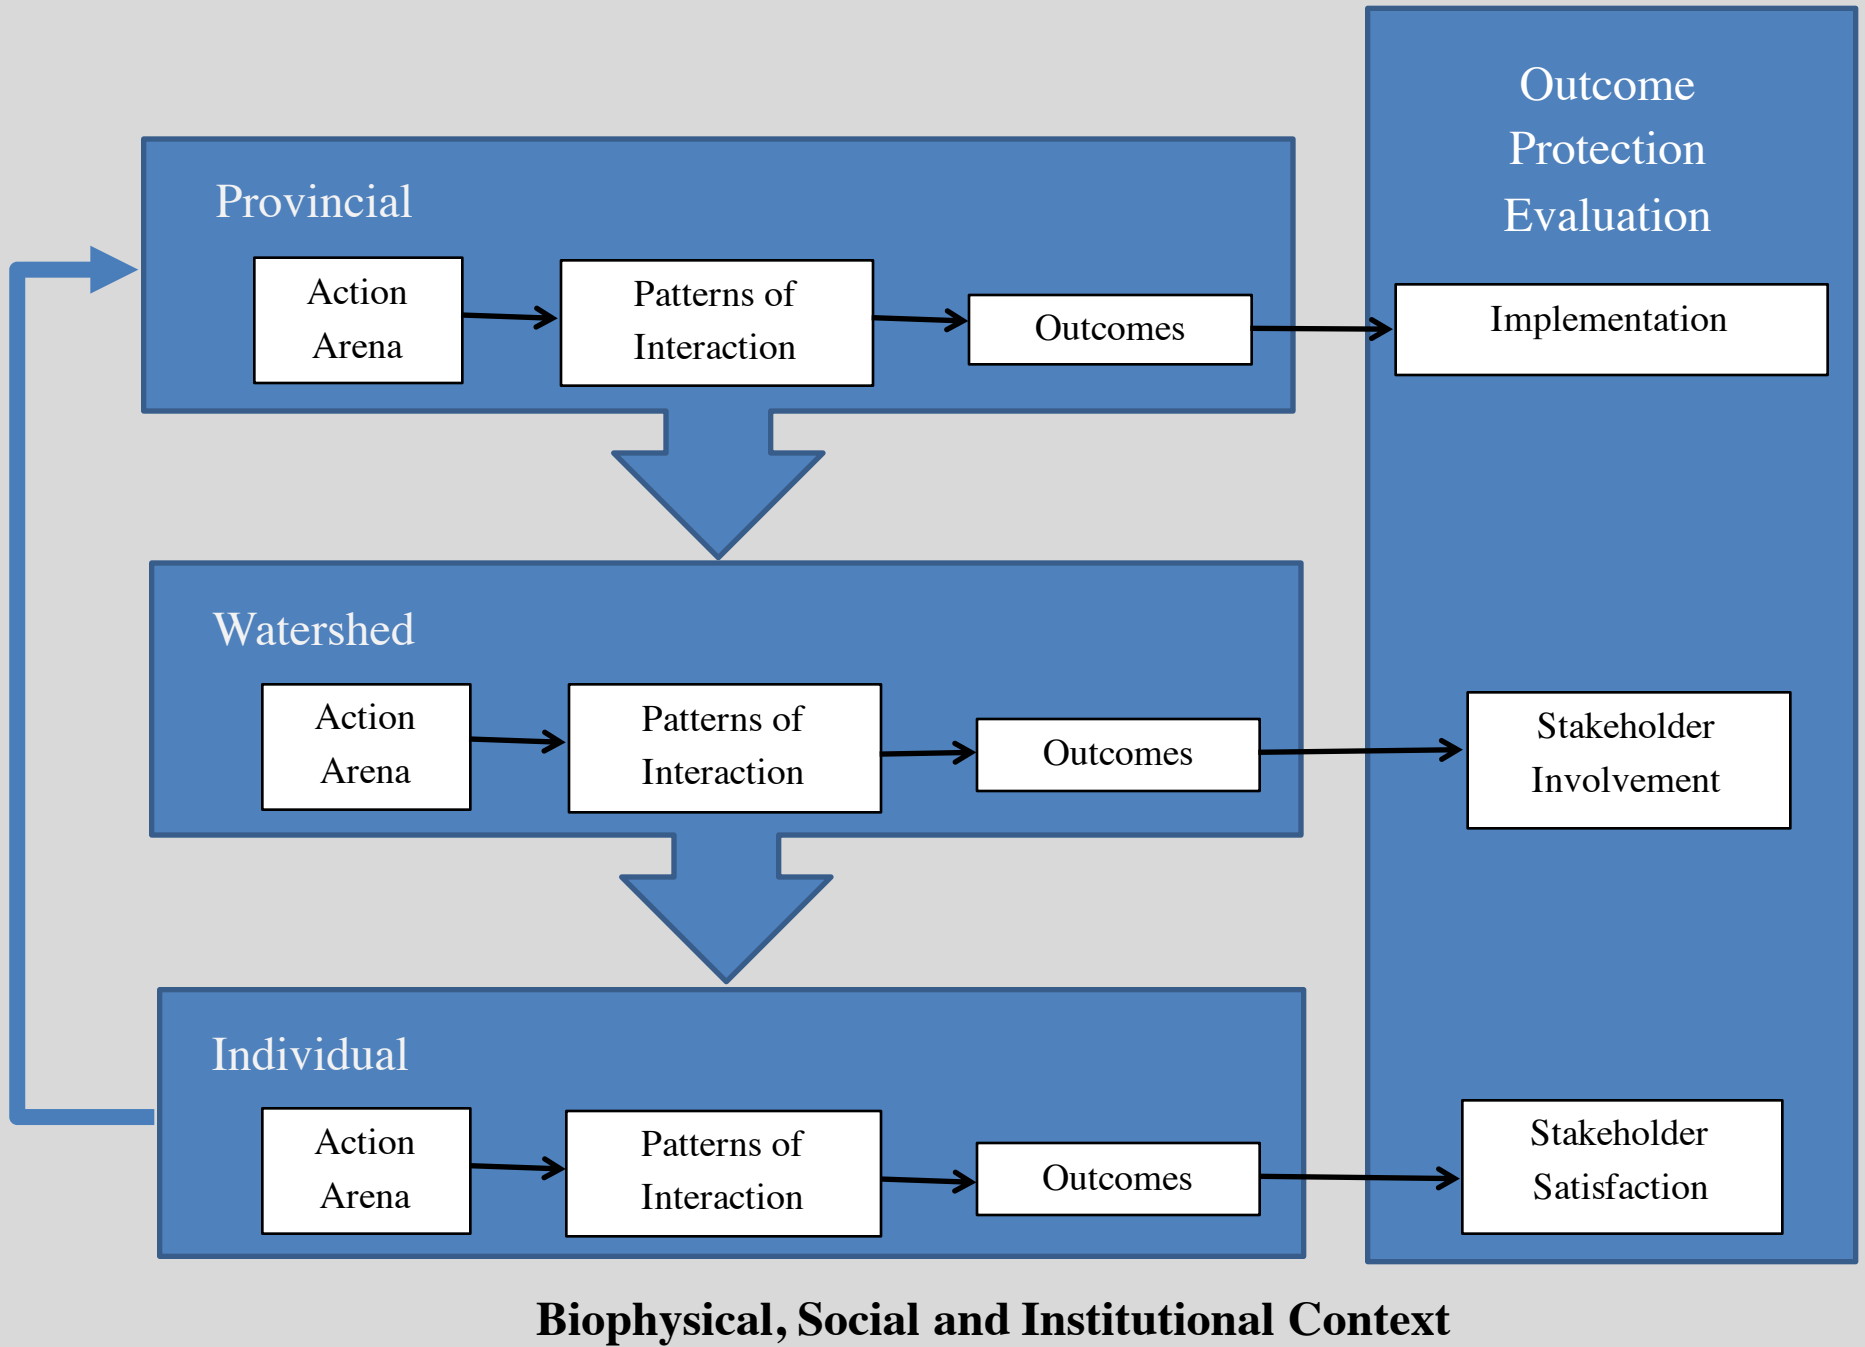 Outcome
Protection
Evaluation
Provincial
Action
Arena
Patterns of
Interaction
Outcomes
Implementation
Watershed
Action
Arena
Patterns of
Interaction
Outcomes
Stakeholder
Involvement
Individual
Action
Arena
Patterns of
Interaction
Outcomes
Stakeholder
Satisfaction
Biophysical, Social and Institutional Context